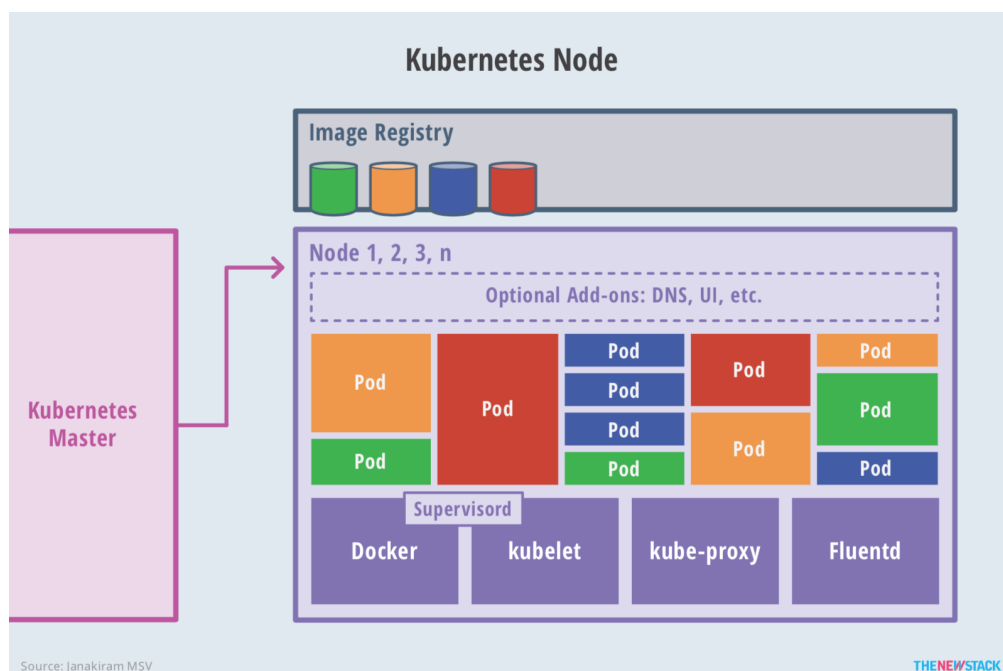 Kubernetes Node
Image Registry
Kubernetes
Master
Node 1, 2, 3, n
Optional Add-ons: DNS, UI, etc.
Pod
Pod
Pod
Pod
Pod
Pod
Pod
Pod
Pod
Pod
Pod
Pod
Supervisord
Docker
kubelet
kube-proxy
Fluentd
Source: Janakiram MSV
THENEWSTACK